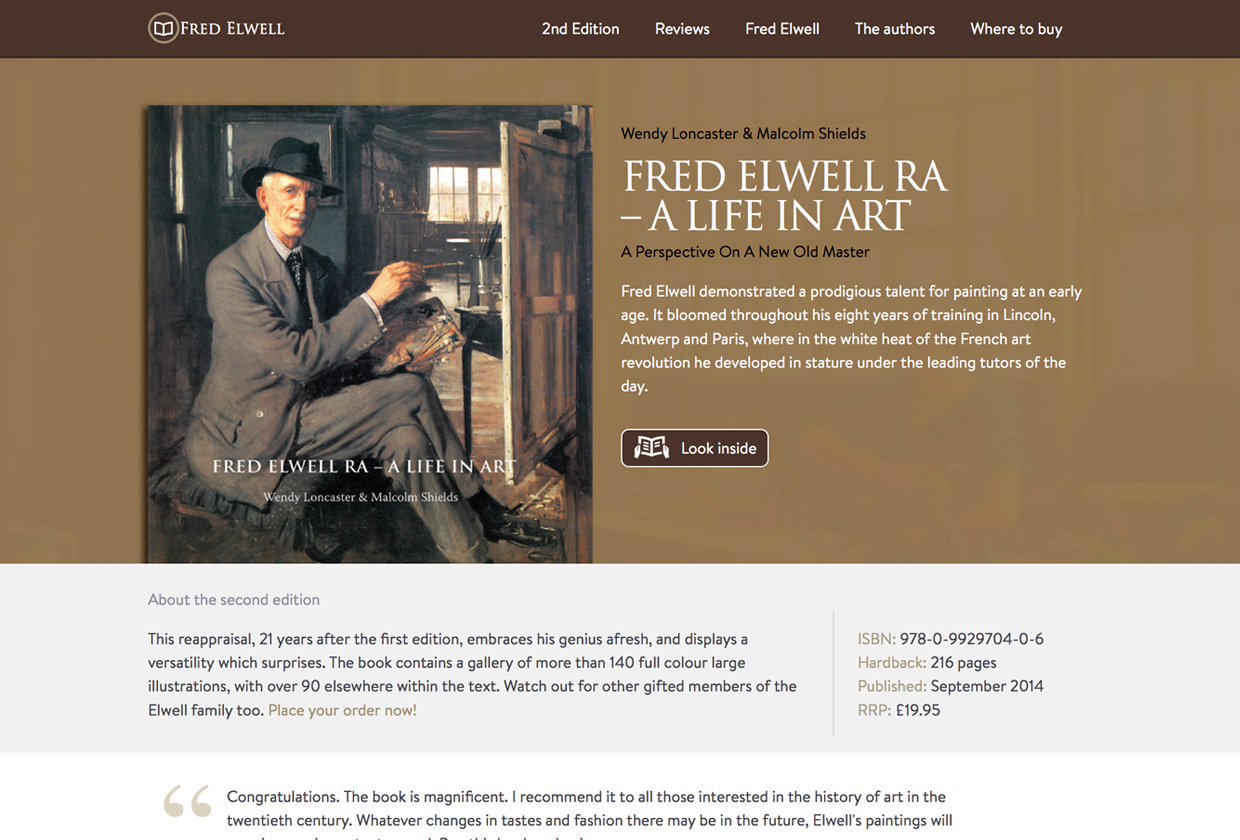 FRED ELWELL
2nd Edition
Reviews
Fred Elwell
The authors
Where to buy
FRED ELWELL RA – A LIFE IN ART
Wendy Loncaster & Malcolm Shields
Wendy Loncaster & Malcolm Shields
FRED ELWELL RA
– A LIFE IN ART
A Perspective On A New Old Master
Fred Elwell demonstrated a prodigious talent for painting at an early
age. It bloomed throughout his eight years of training in Lincoln,
Antwerp and Paris, where in the white heat of the French art
revolution he developed in stature under the leading tutors of the
day.
Look inside
About the second edition
This reappraisal, 21 years after the first edition, embraces his genius afresh, and displays a
versatility which surprises. The book contains a gallery of more than 140 full colour large
illustrations, with over 90 elsewhere within the text. Watch out for other gifted members of the
Elwell family too. Place your order now!
ISBN: 978-0-9929704-0-6
Hardback: 216 pages
Published: September 2014
RRP: £19.95
Congratulations. The book is magnificent. I recommend it to all those interested in the history of art in the
twentieth century. Whatever changes in tastes and fashion there may be in the future, Elwell's paintings will